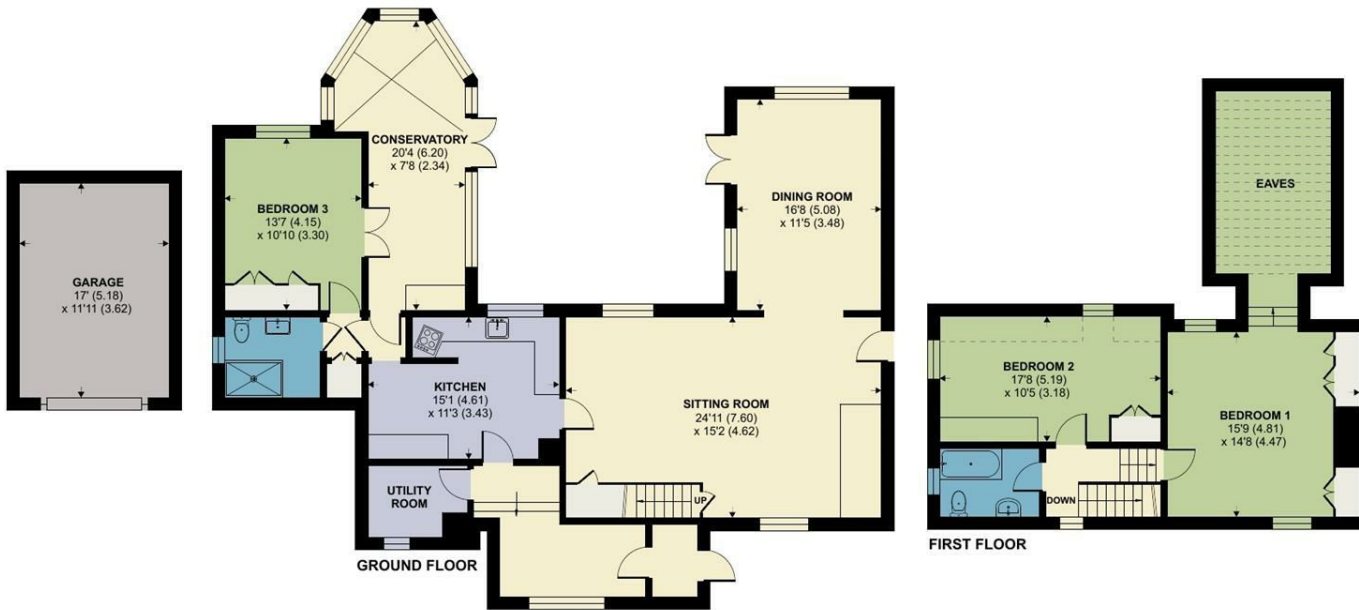 GARAGE
17' (5.18)
x 11'11 (3.62)
BEDROOM 3
13'7 (4.15)
x 10'10 (3.30)
CONSERVATORY
20'4 (6.20)
x 7'8 (2.34)
DINING ROOM
16'8 (5.08)
x 11'5 (3.48)
KITCHEN
15'1 (4.61)
x 11'3 (3.43)
SITTING ROOM
24'11 (7.60)
x 15'2 (4.62)
UP
UTILITY
ROOM
GROUND FLOOR
EAVES
BEDROOM 2
17'8 (5.19)
x 10'5 (3.18)
BEDROOM 1
15'9 (4.81)
x 14'8 (4.47)
DOWN
FIRST FLOOR